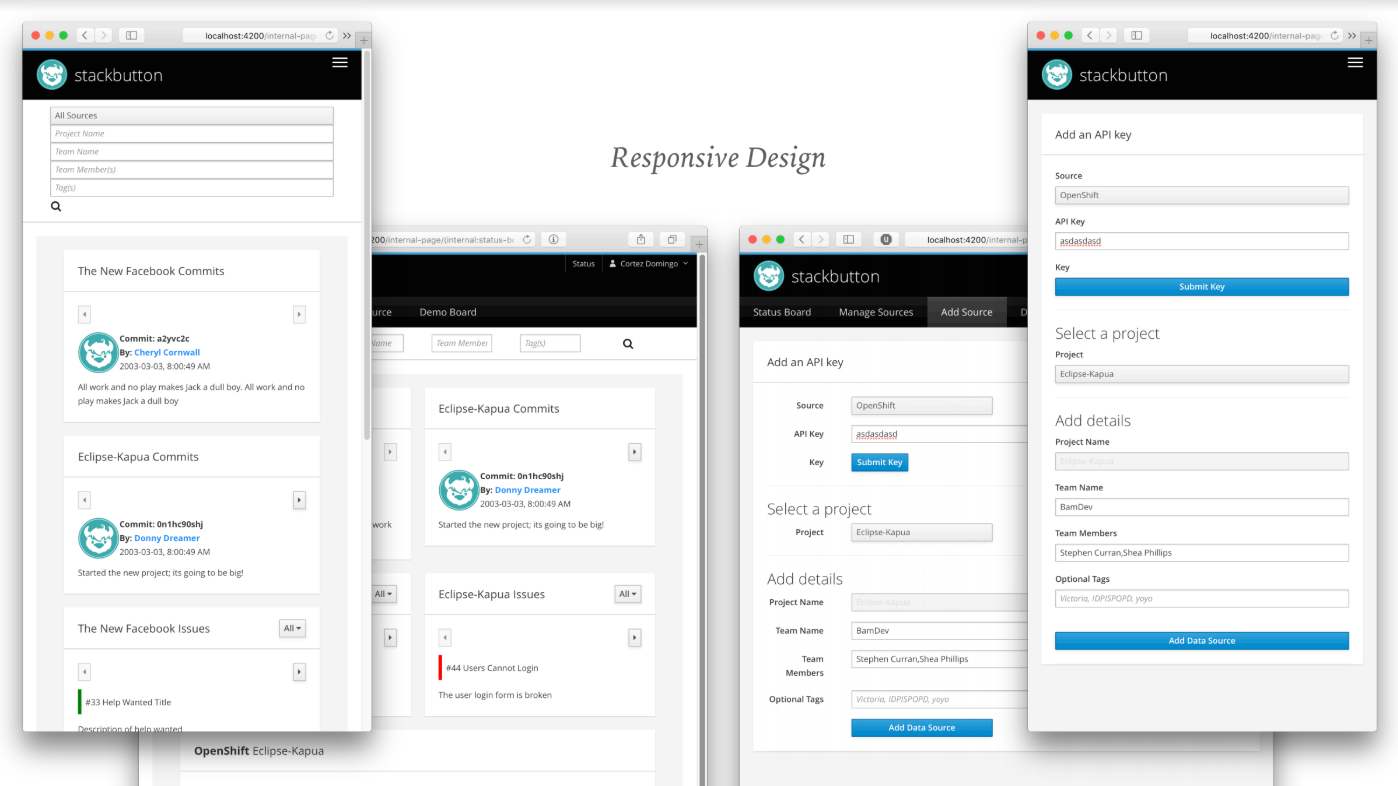 localhost:4200/internal-pag
stackbutton
All Sources
Project Name
Team Name
Team Member(s)
Tag(s)
The New Facebook Commits
Commit: a2yvc2c
By: Cheryl Cornwall
2003-03-03, 8:00:49 AM
All work and no play makes Jack a dull boy. All work and no
play makes Jack a dull boy
Eclipse-Kapua Commits
Commit: 0n1hc90shj
By: Donny Dreamer
2003-03-03, 8:00:49 AM
Started the new project; its going to be big!
The New Facebook Issues
All
#33 Help Wanted Title
Description of help wanted
Responsive Design
200/internal-page/(internal:status-bo
Status
Cortez Domingo
urce
Demo Board
Name
Team Member
Tag(s)
Eclipse-Kapua Commits
Commit: 0n1hc90shj
By: Donny Dreamer
2003-03-03, 8:00:49 AM
work
Started the new project; its going to be big!
All
Eclipse-Kapua Issues
All
#44 Users Cannot Login
The user login form is broken
OpenShift Eclipse-Kapua
localhost:4200/internal-p
stackbutton
Status Board
Manage Sources
Add Source
D
Add an API key
Source
OpenShift
API Key
asdasdasd
Key
Submit Key
Select a project
Project
Eclipse-Kapua
Add details
Project Name
Eclipse-Kapua
Team Name
BamDev
Team
Members
Stephen Curran,Shea Phillips
Optional Tags
Victoria, IDPISPOPD, yoyo
Add Data Source
localhost:4200/internal-page
stackbutton
Add an API key
Source
OpenShift
API Key
asdasdasd
Key
Submit Key
Select a project
Project
Eclipse-Kapua
Add details
Project Name
Eclipse-Kapua
Team Name
BamDev
Team Members
Stephen Curran,Shea Phillips
Optional Tags
Victoria, IDPISPOPD, yoyo
Add Data Source